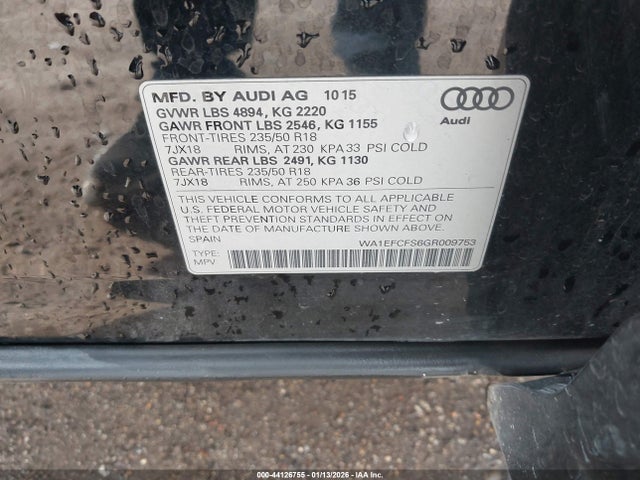 MFD. BY AUDI AG 10 15
GVWR LBS 4894, KG 2220
GAWR FRONT LBS 2546, KG 1155
FRONT-TIRES 235/50 R18
7JX18 RIMS, AT 230 KPA 33 PSI COLD
GAWR REAR LBS 2491, KG 1130
REAR-TIRES 235/50 R18
7JX18 RIMS, AT 250 KPA 36 PSI COLD
Audi
THIS VEHICLE CONFORMS TO ALL APPLICABLE
U.S. FEDERAL MOTOR VEHICLE SAFETY AND
THEFT PREVENTION STANDARDS IN EFFECT ON
THE DATE OF MANUFACTURE SHOWN ABOVE.
SPAIN WA1EFCFS6GR009753
TYPE:
MPV
000-44126755 - 01/13/2026 - IAA Inc.